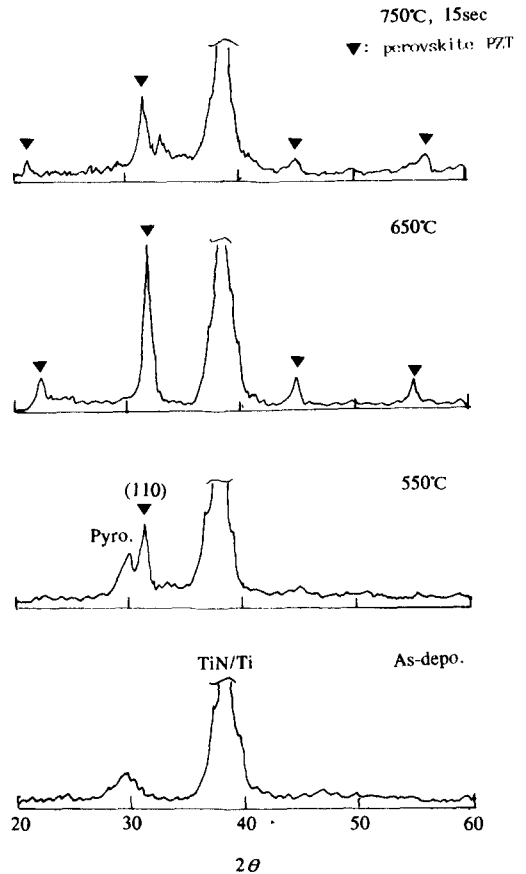 750℃, 15sec
▼: perovskite PZT
650℃
550℃
(110)
Pyro.
TiN/Ti
As-depo.
20 30 40 50 60
2θ